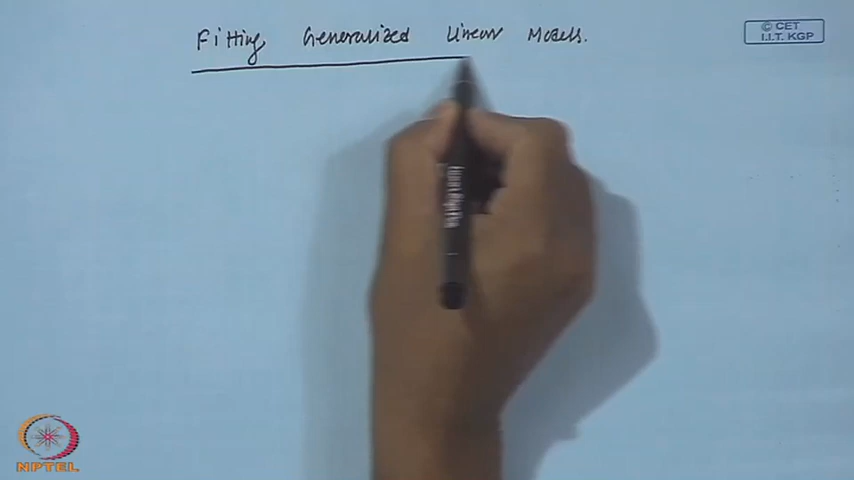 Fitting Generalized Linear Models.
© CET
I.I.T. KGP
NPTEL